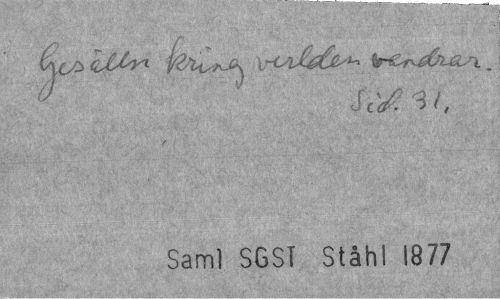 Gesälln kring verlden vandrar.
Sid. 31.
Saml SGST Ståhl 1877